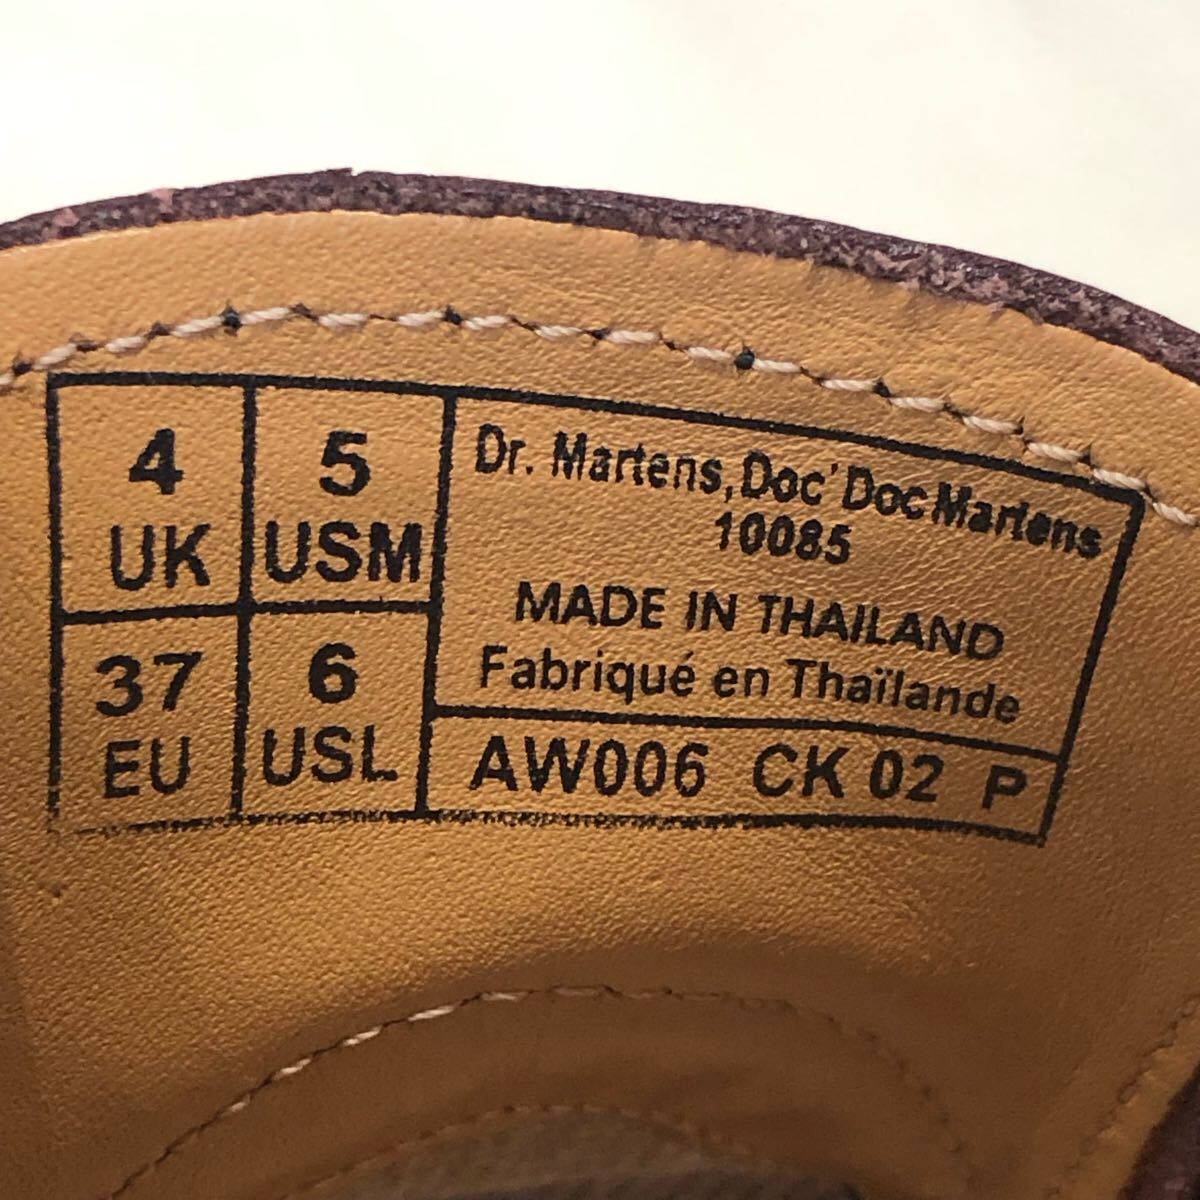 4
UK
5
USM
37
EU
6
USL
Dr. Martens, Doc' Doc Martens
10085
MADE IN THAILAND
Fabriqué en Thaïlande
AW006 CK 02 P